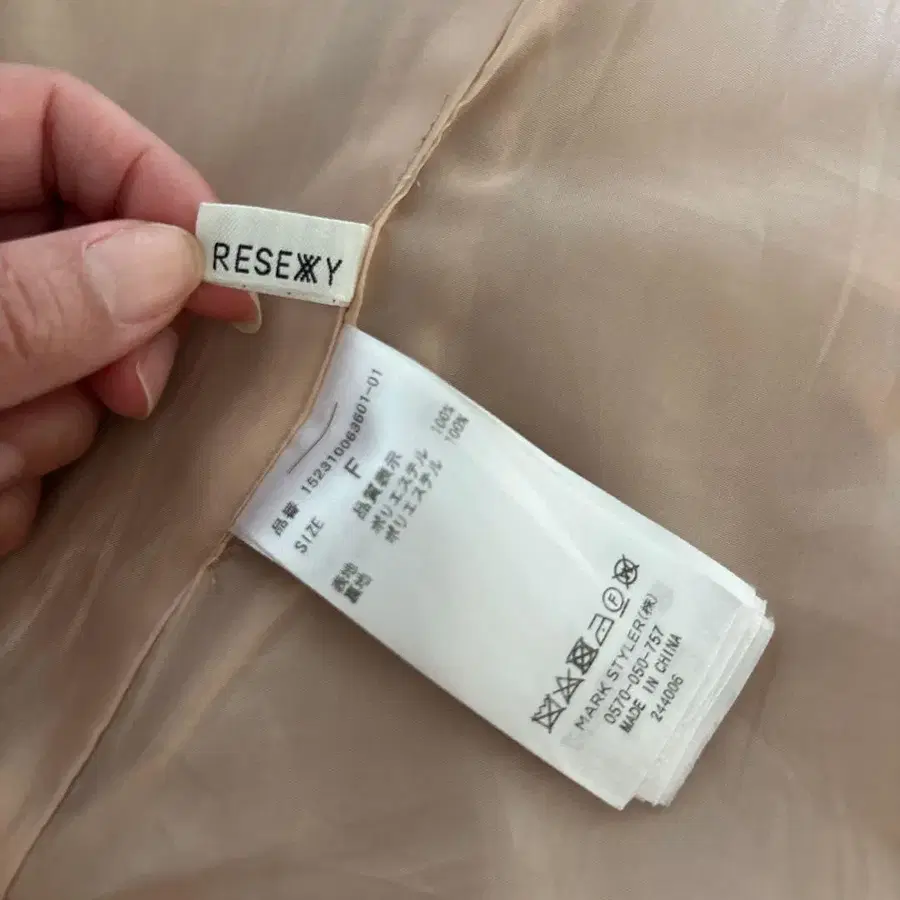 RESEXXY
品番 152310063601-01
SIZE F
品質表示
表地 ポリエステル 100%
裏地 ポリエステル 100%
MARK STYLER(株)
0570-050-757
MADE IN CHINA
244006